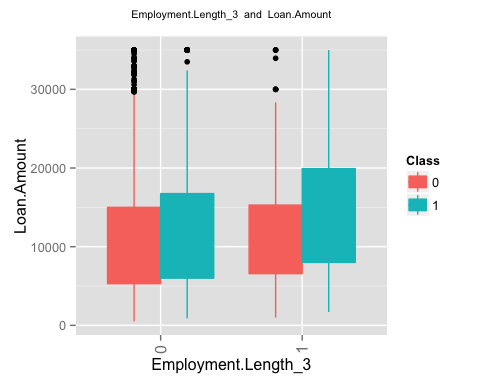 Employment.Length_3 and Loan.Amount
Loan.Amount
30000
20000
10000
0
0
1
Employment.Length_3
Class
0
1